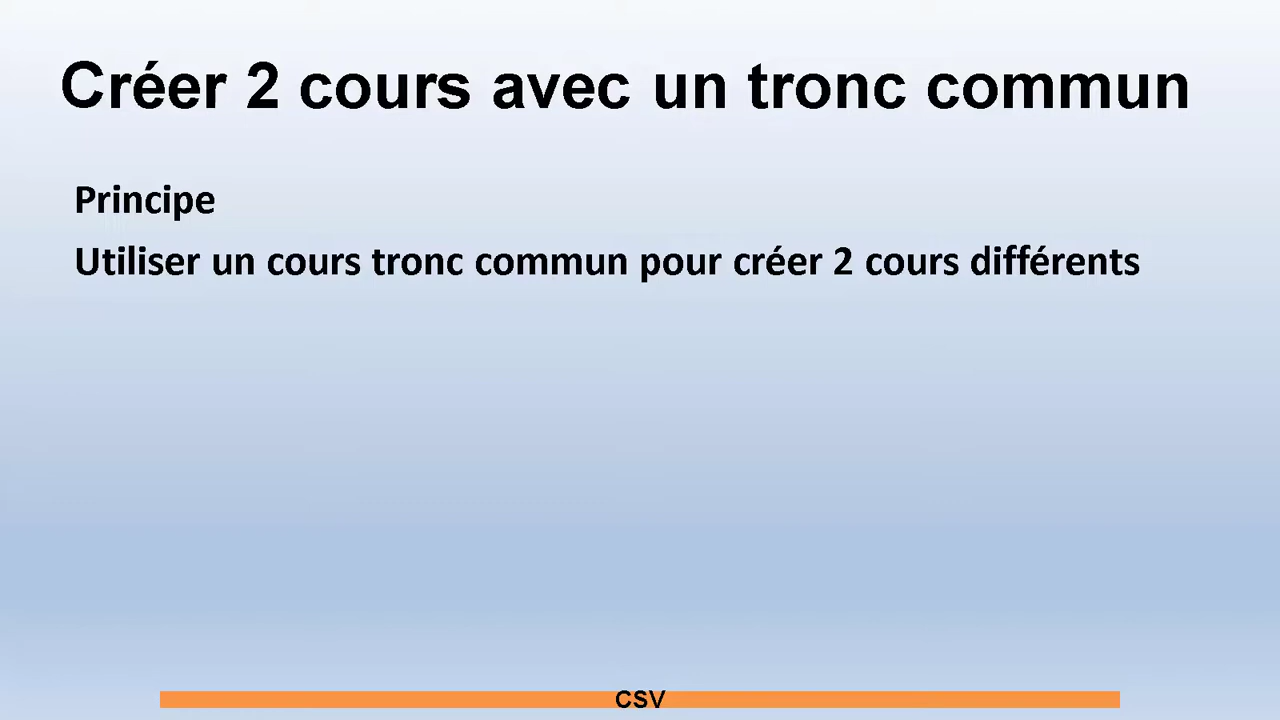 Créer 2 cours avec un tronc commun
Principe
Utiliser un cours tronc commun pour créer 2 cours différents
CSV